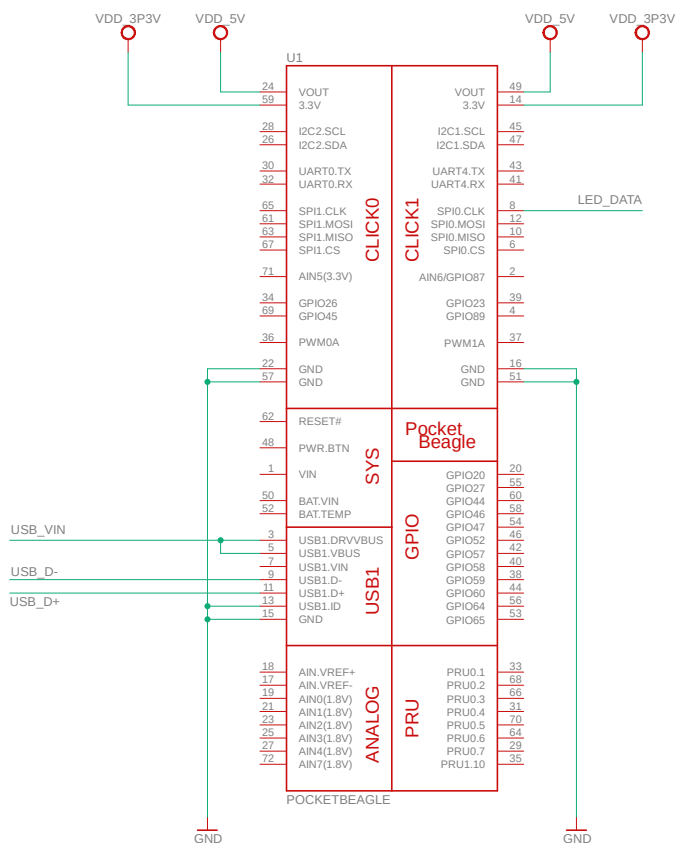 VDD_3P3V VDD_5V VDD_5V VDD_3P3V
U1
24 VOUT VOUT 49
59 3.3V 3.3V 14
28 I2C2.SCL I2C1.SCL 45
26 I2C2.SDA I2C1.SDA 47
30 UART0.TX UART4.TX 43
32 UART0.RX UART4.RX 41
LED_DATA
65 SPI1.CLK SPI0.CLK 8
61 SPI1.MOSI SPI0.MOSI 12
63 SPI1.MISO SPI0.MISO 10
67 SPI1.CS SPI0.CS 6
CLICK0 CLICK1
71 AIN5(3.3V) AIN6/GPIO87 2
34 GPIO26 GPIO23 39
69 GPIO45 GPIO89 4
36 PWM0A PWM1A 37
22 GND GND 16
57 GND GND 51
62 RESET#
Pocket
Beagle
48 PWR.BTN
1 VIN GPIO20 20
SYS
GPIO27 55
50 BAT.VIN GPIO44 60
52 BAT.TEMP GPIO46 58
GPIO47 54
GPIO
USB_VIN
3 USB1.DRVVBUS GPIO52 46
5 USB1.VBUS GPIO57 42
7 USB1.VIN GPIO58 40
USB_D-
9 USB1.D- GPIO59 38
11 USB1.D+ GPIO60 44
USB_D+
13 USB1.ID GPIO64 56
15 GND GPIO65 53
USB1
18 AIN.VREF+ PRU0.1 33
17 AIN.VREF- PRU0.2 68
19 AIN0(1.8V) PRU0.3 66
21 AIN1(1.8V) PRU0.4 31
23 AIN2(1.8V) PRU0.5 70
25 AIN3(1.8V) PRU0.6 64
27 AIN4(1.8V) PRU0.7 29
72 AIN7(1.8V) PRU1.10 35
ANALOG PRU
POCKETBEAGLE
GND GND